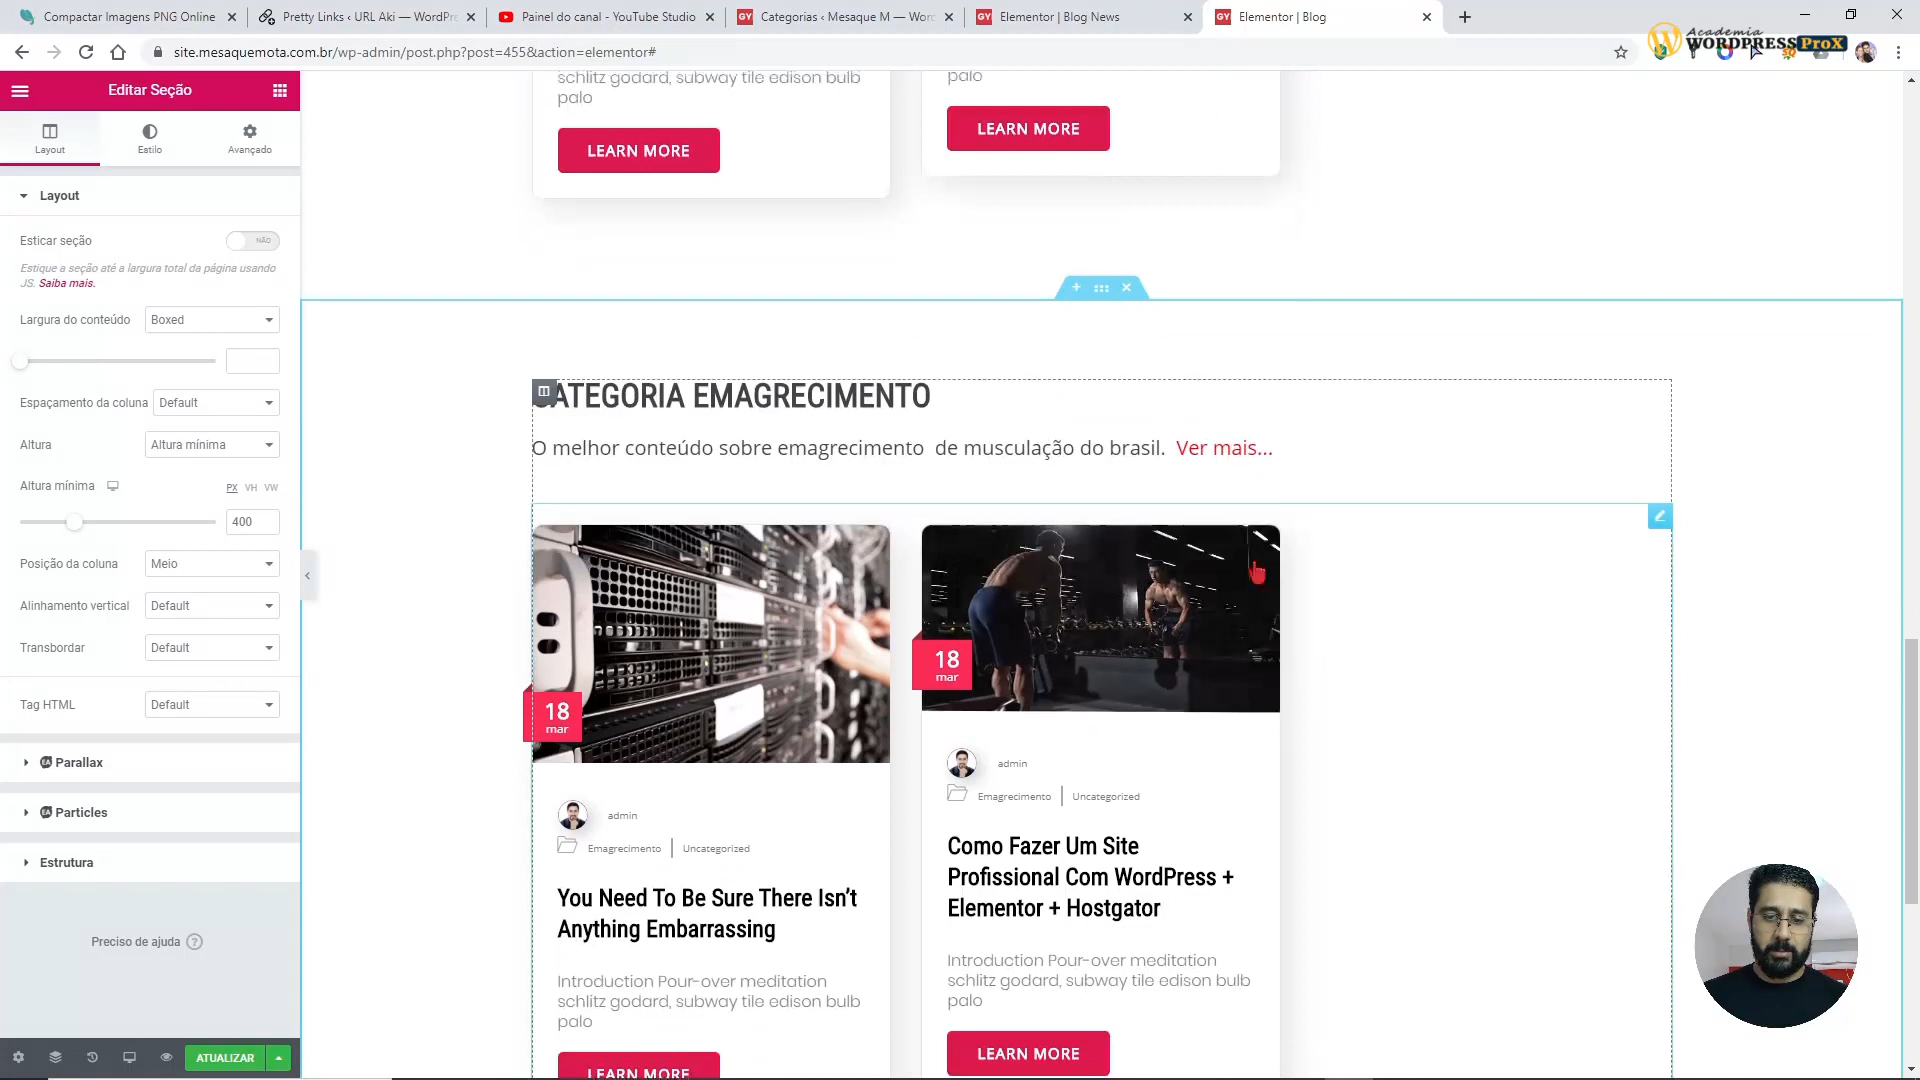 Compactar Imagens PNG Online
Pretty Links ‹ URL Aki — WordPre
Painel do canal - YouTube Studio
Categorias ‹ Mesaque M — Word
Elementor | Blog News
Elementor | Blog
site.mesaquemota.com.br/wp-admin/post.php?post=455&action=elementor#
Academia
WORDPRESS ProX
Editar Seção
Layout
Estilo
Avançado
Layout
Esticar seção
NÃO
Estique a seção até a largura total da página usando
JS. Saiba mais.
Largura do conteúdo
Boxed
Espaçamento da coluna
Default
Altura
Altura mínima
Altura mínima
PX VH VW
400
Posição da coluna
Meio
Alinhamento vertical
Default
Transbordar
Default
Tag HTML
Default
Parallax
Particles
Estrutura
Preciso de ajuda ?
ATUALIZAR
schlitz godard, subway tile edison bulb
palo
LEARN MORE
palo
LEARN MORE
CATEGORIA EMAGRECIMENTO
O melhor conteúdo sobre emagrecimento de musculação do brasil. Ver mais...
18
mar
admin
Emagrecimento | Uncategorized
You Need To Be Sure There Isn't
Anything Embarrassing
Introduction Pour-over meditation
schlitz godard, subway tile edison bulb
palo
LEARN MORE
18
mar
admin
Emagrecimento | Uncategorized
Como Fazer Um Site
Profissional Com WordPress +
Elementor + Hostgator
Introduction Pour-over meditation
schlitz godard, subway tile edison bulb
palo
LEARN MORE